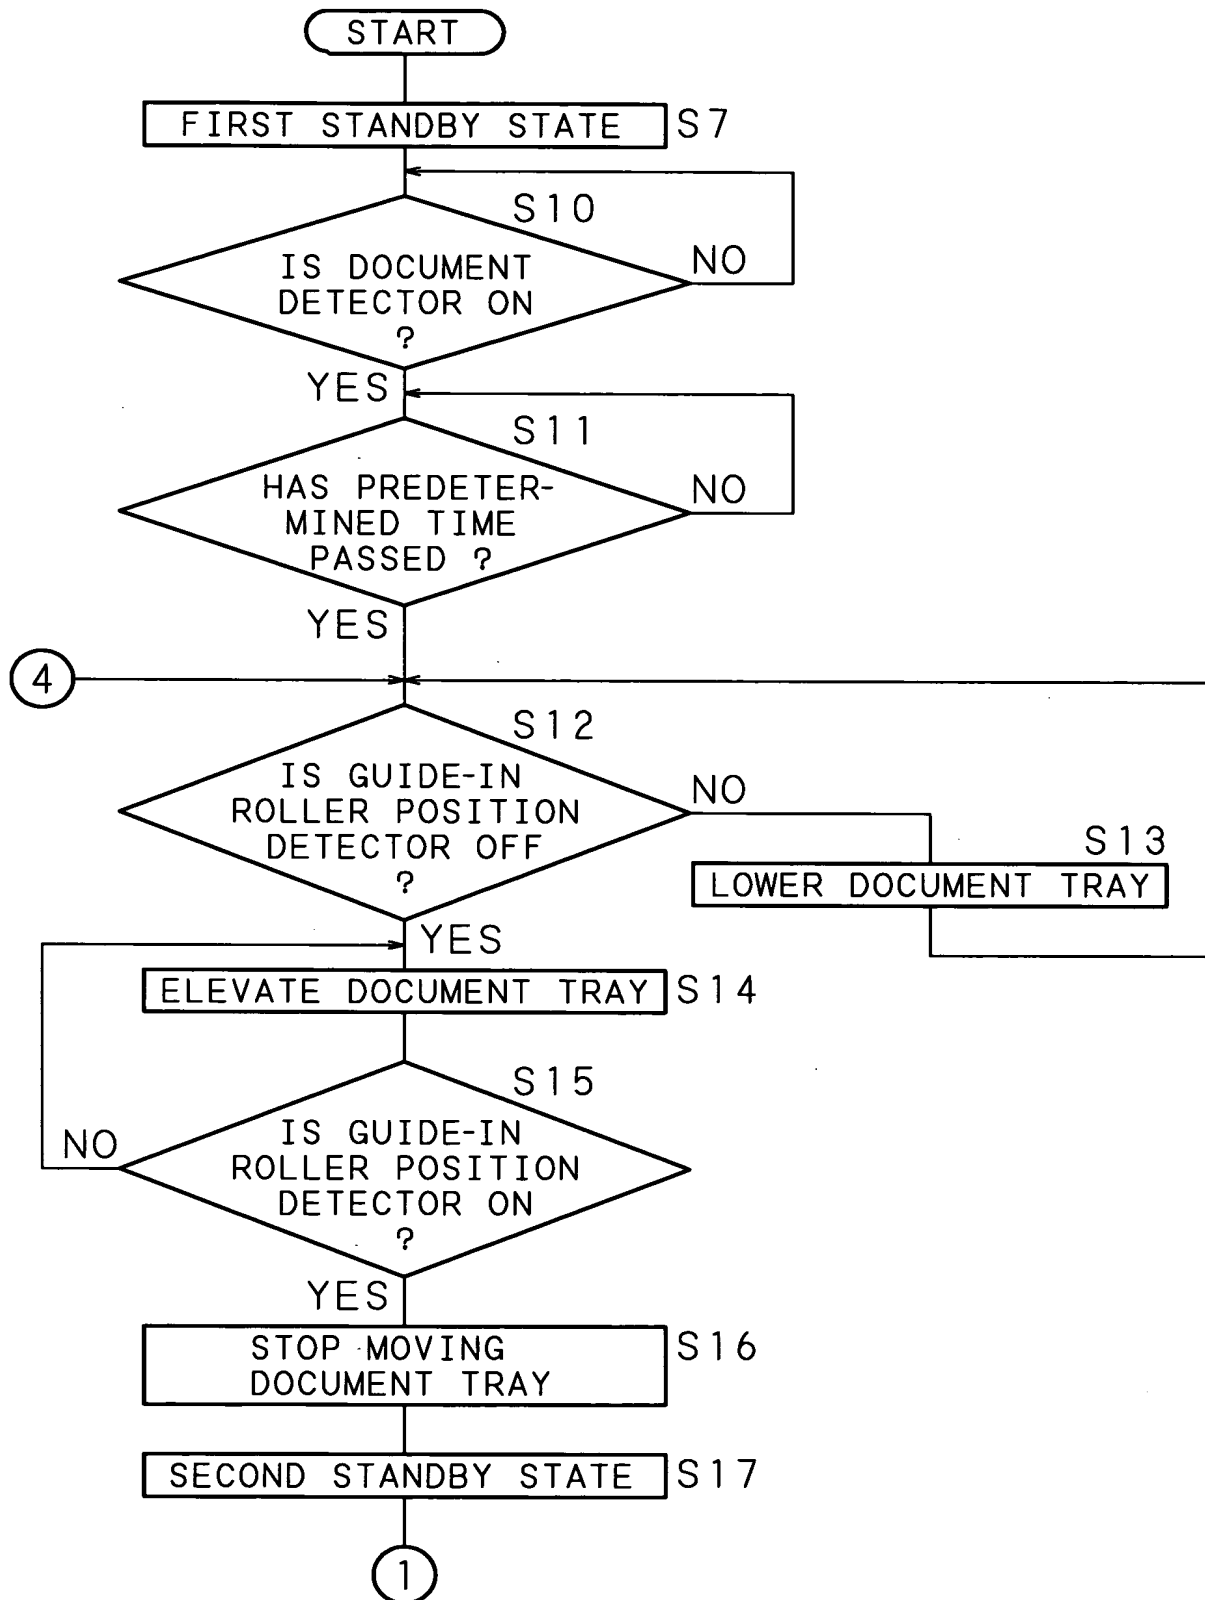 START
FIRST STANDBY STATE S7
S10
IS DOCUMENT
DETECTOR ON
?
NO
YES
S11
HAS PREDETER-
MINED TIME
PASSED ?
NO
YES
4
S12
IS GUIDE-IN
ROLLER POSITION
DETECTOR OFF
?
NO
S13
LOWER DOCUMENT TRAY
YES
ELEVATE DOCUMENT TRAY S14
S15
IS GUIDE-IN
ROLLER POSITION
DETECTOR ON
?
NO
YES
STOP MOVING
DOCUMENT TRAY
S16
SECOND STANDBY STATE S17
1